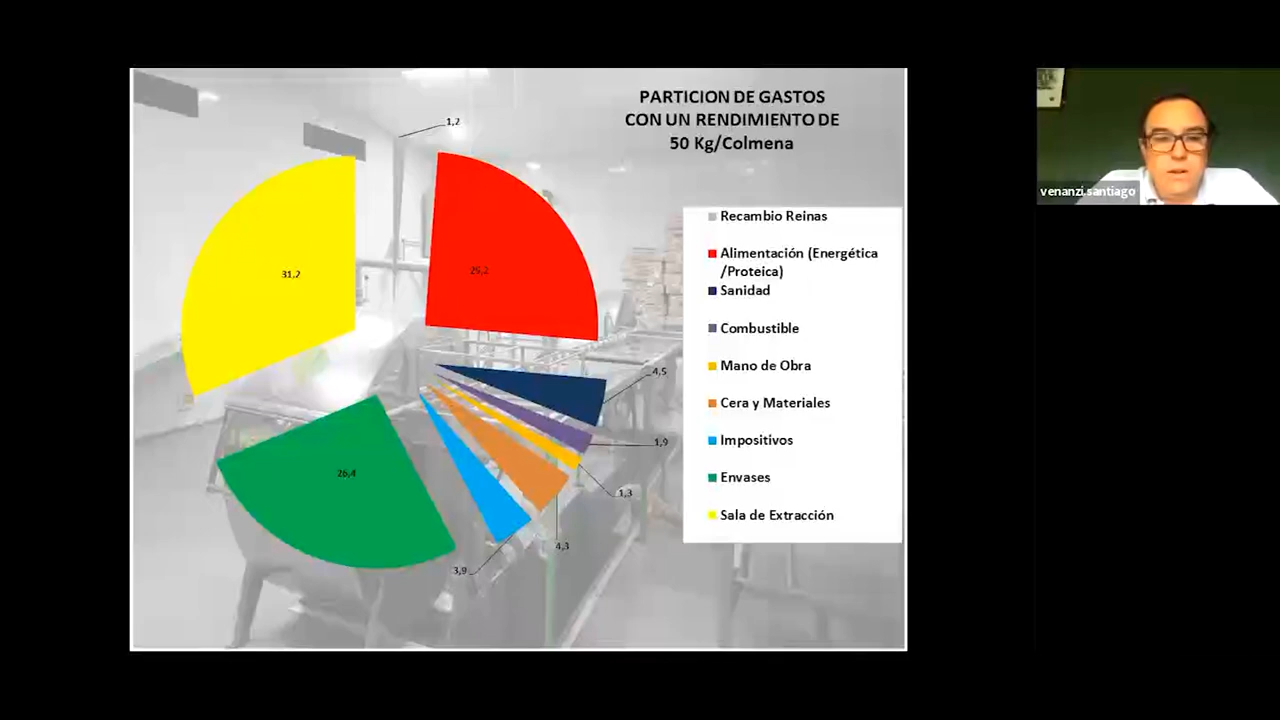 PARTICION DE GASTOS
CON UN RENDIMIENTO DE
50 Kg/Colmena
1,2
31,2
25,2
4,5
1,9
1,3
4,3
3,9
26,4
Recambio Reinas
Alimentación (Energética
/Proteica)
Sanidad
Combustible
Mano de Obra
Cera y Materiales
Impositivos
Envases
Sala de Extracción
venanzi.santiago